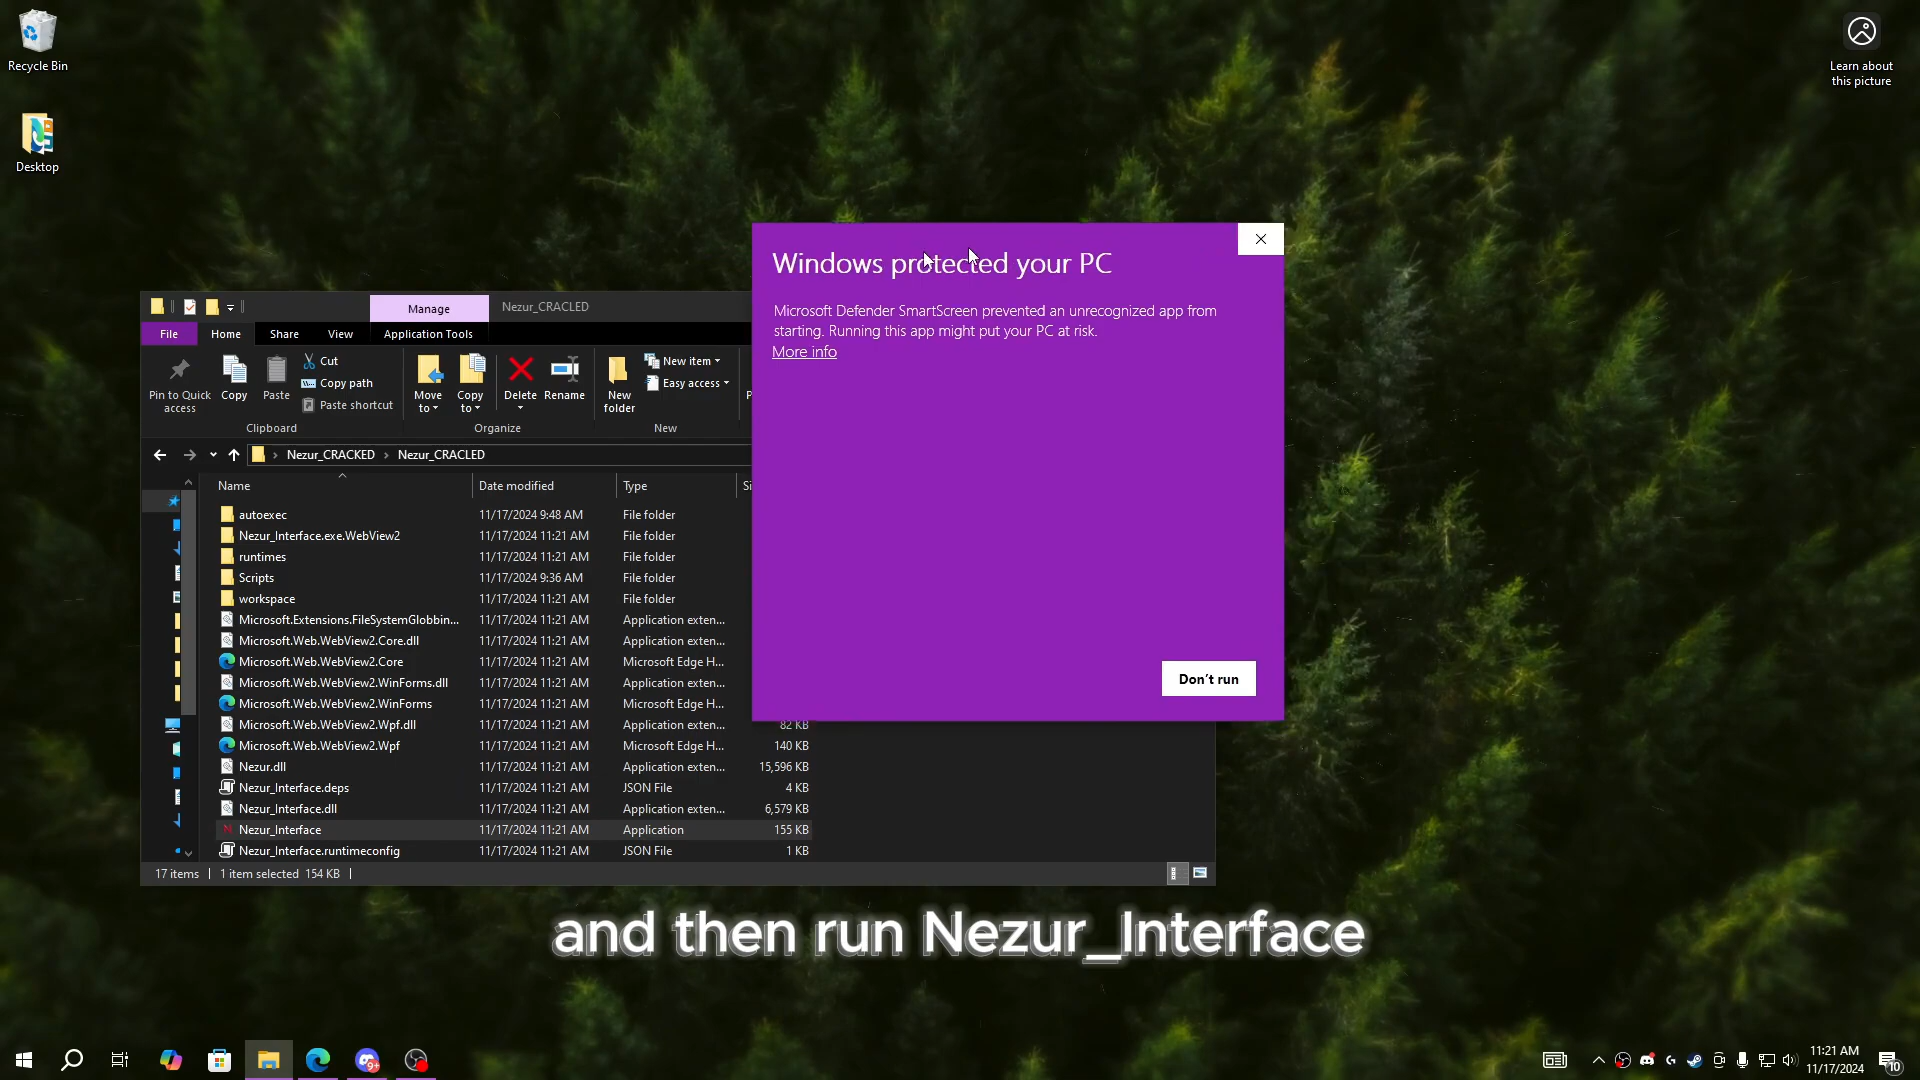 Recycle Bin
Desktop
Learn about
this picture
Windows protected your PC
Microsoft Defender SmartScreen prevented an unrecognized app from
starting. Running this app might put your PC at risk.
More info
Don't run
Manage
Nezur_CRACLED
File
Home
Share
View
Application Tools
Pin to Quick
access
Copy
Paste
Cut
Copy path
Paste shortcut
Move
to
Copy
to
Delete
Rename
New
folder
New item
Easy access
P
Clipboard
Organize
New
Nezur_CRACKED > Nezur_CRACLED
Name Date modified Type Si
autoexec 11/17/2024 9:48 AM File folder
Nezur_Interface.exe.WebView2 11/17/2024 11:21 AM File folder
runtimes 11/17/2024 11:21 AM File folder
Scripts 11/17/2024 9:36 AM File folder
workspace 11/17/2024 11:21 AM File folder
Microsoft.Extensions.FileSystemGlobbin... 11/17/2024 11:21 AM Application exten...
Microsoft.Web.WebView2.Core.dll 11/17/2024 11:21 AM Application exten...
Microsoft.Web.WebView2.Core 11/17/2024 11:21 AM Microsoft Edge H...
Microsoft.Web.WebView2.WinForms.dll 11/17/2024 11:21 AM Application exten...
Microsoft.Web.WebView2.WinForms 11/17/2024 11:21 AM Microsoft Edge H...
Microsoft.Web.WebView2.Wpf.dll 11/17/2024 11:21 AM Application exten... 82 KB
Microsoft.Web.WebView2.Wpf 11/17/2024 11:21 AM Microsoft Edge H... 140 KB
Nezur.dll 11/17/2024 11:21 AM Application exten... 15,596 KB
Nezur_Interface.deps 11/17/2024 11:21 AM JSON File 4 KB
Nezur_Interface.dll 11/17/2024 11:21 AM Application exten... 6,579 KB
Nezur_Interface 11/17/2024 11:21 AM Application 155 KB
Nezur_Interface.runtimeconfig 11/17/2024 11:21 AM JSON File 1 KB
17 items 1 item selected 154 KB
and then run Nezur_Interface
9+
11:21 AM
11/17/2024
10